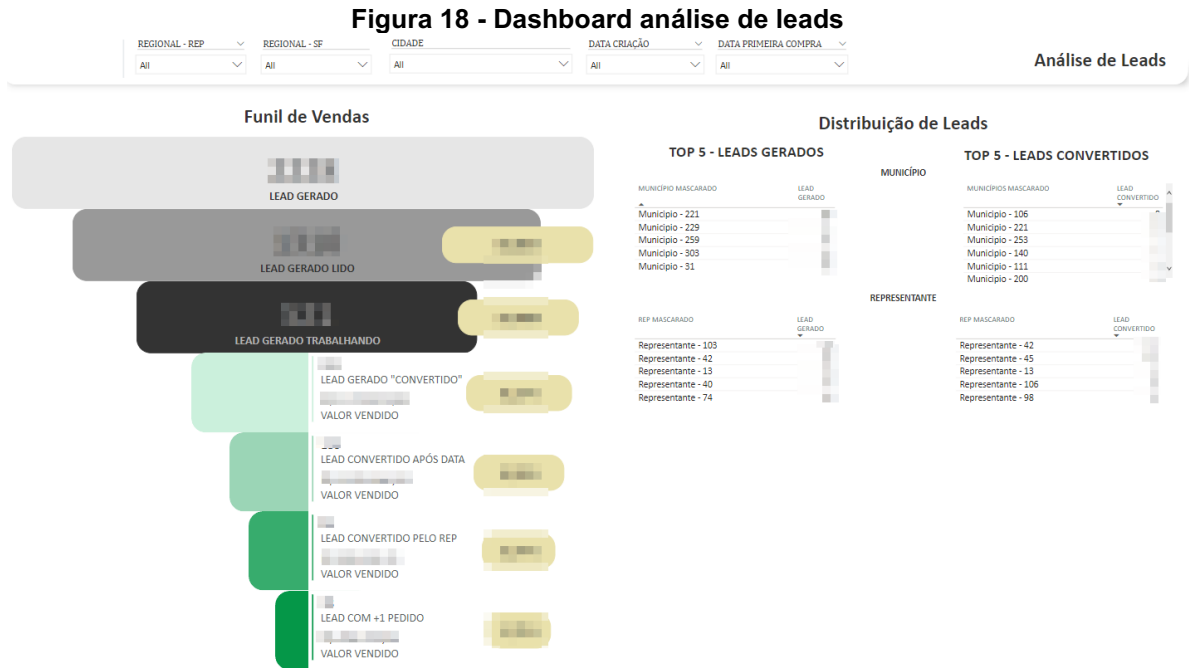 Figura 18 - Dashboard análise de leads
REGIONAL - REP
REGIONAL - SF
CIDADE
DATA CRIAÇÃO
DATA PRIMEIRA COMPRA
All
All
All
All
All
Análise de Leads
Funil de Vendas
LEAD GERADO
LEAD GERADO LIDO
LEAD GERADO TRABALHANDO
LEAD GERADO "CONVERTIDO"
VALOR VENDIDO
LEAD CONVERTIDO APÓS DATA
VALOR VENDIDO
LEAD CONVERTIDO PELO REP
VALOR VENDIDO
LEAD COM +1 PEDIDO
VALOR VENDIDO
Distribuição de Leads
TOP 5 - LEADS GERADOS
TOP 5 - LEADS CONVERTIDOS
MUNICÍPIO
MUNICÍPIO MASCARADO
LEAD
GERADO
Municipio - 221
Municipio - 229
Municipio - 259
Municipio - 303
Municipio - 31
MUNICÍPIOS MASCARADO
LEAD
CONVERTIDO
Municipio - 106
Municipio - 221
Municipio - 253
Municipio - 140
Municipio - 111
Municipio - 200
REPRESENTANTE
REP MASCARADO
LEAD
GERADO
Representante - 103
Representante - 42
Representante - 13
Representante - 40
Representante - 74
REP MASCARADO
LEAD
CONVERTIDO
Representante - 42
Representante - 45
Representante - 13
Representante - 106
Representante - 98